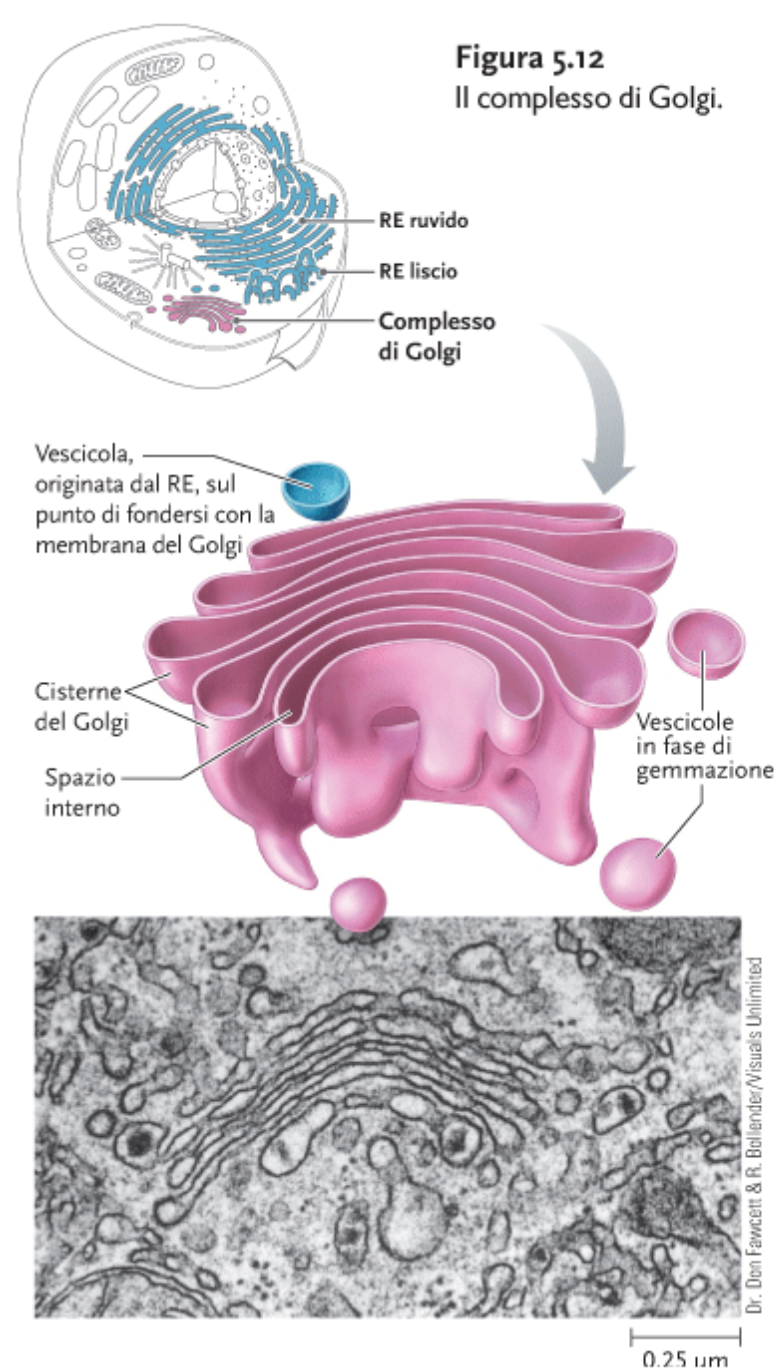 Figura 5.12
Il complesso di Golgi.
RE ruvido
RE liscio
Complesso
di Golgi
Vescicola,
originata dal RE, sul
punto di fondersi con la
membrana del Golgi
Cisterne
del Golgi
Spazio
interno
Vescicole
in fase di
gemmazione
Dr. Don Fawcett & R. Bollender/Visuals Unlimited
0.25 µm